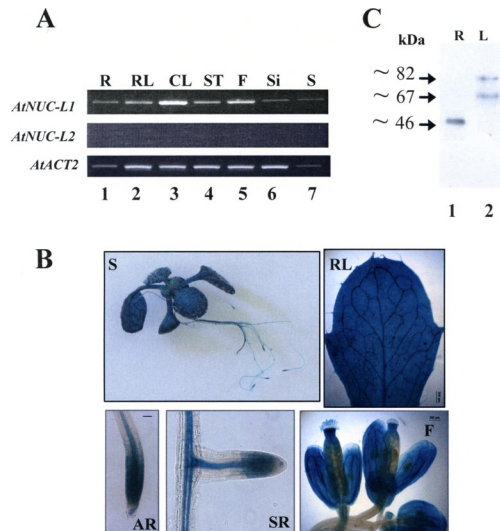 A
R RL CL ST F Si S
AtNUC-L1
AtNUC-L2
AtACT2
1 2 3 4 5 6 7
C
kDa R L
~ 82
~ 67
~ 46
1 2
B
S
RL
AR
SR
F